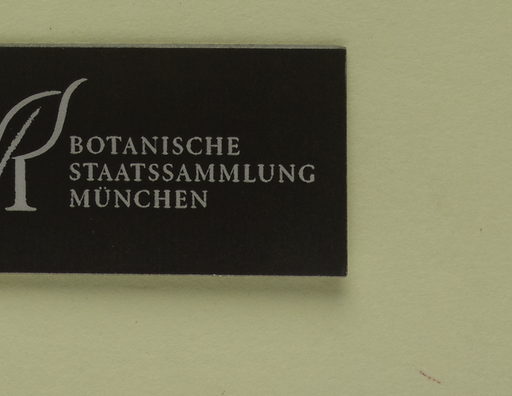 BOTANISCHE
STAATSSAMMLUNG
MÜNCHEN